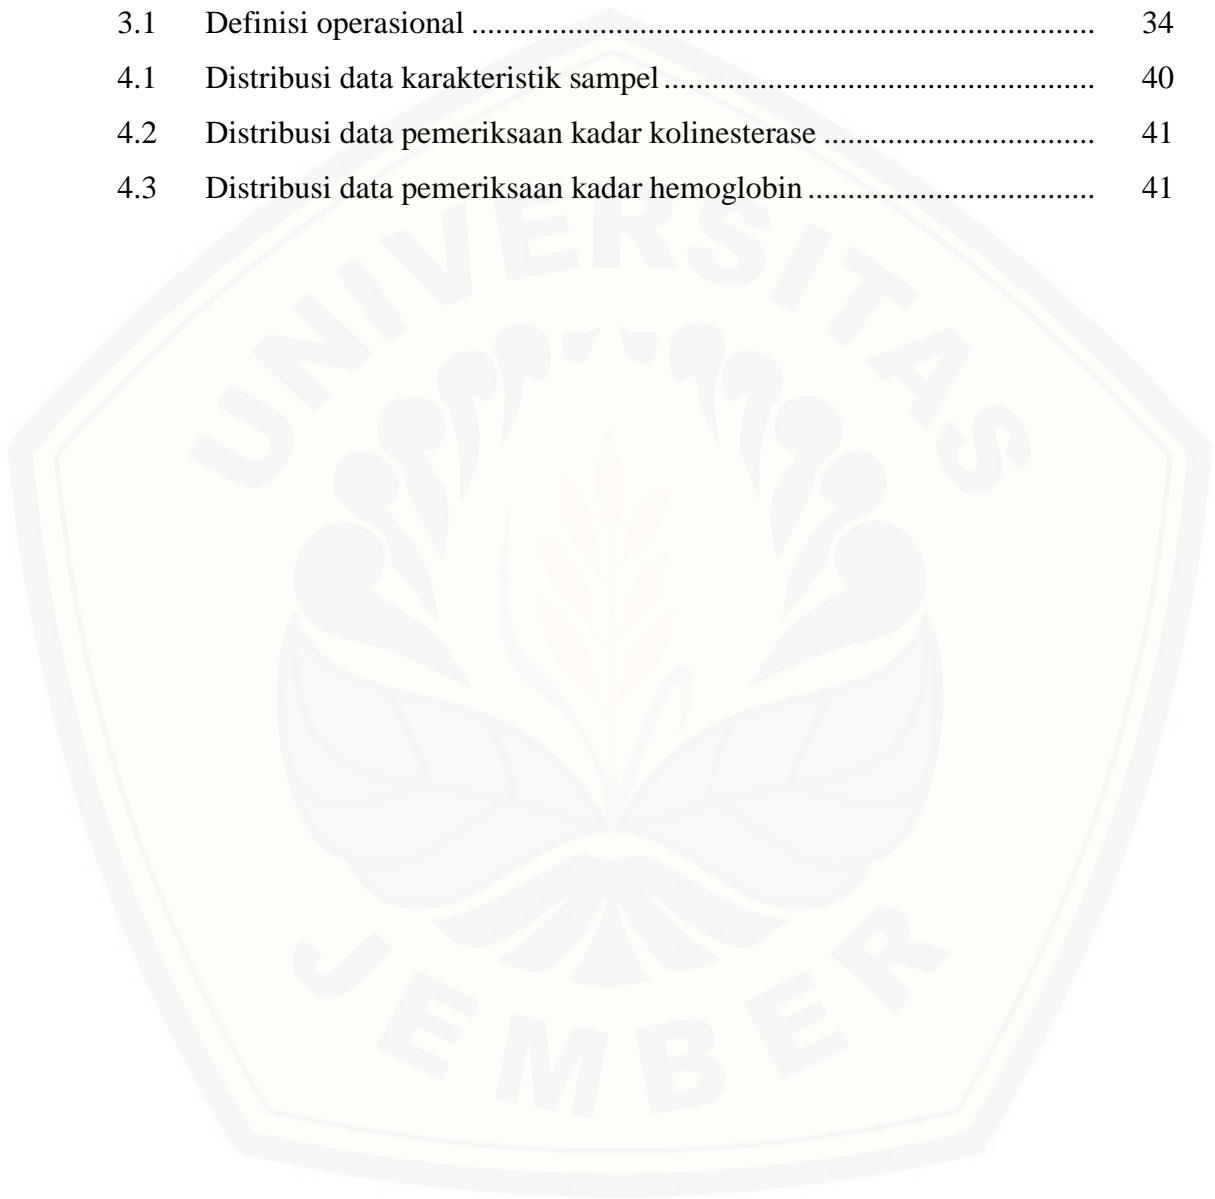 3.1 Definisi operasional ............................................................................. 34
4.1 Distribusi data karakteristik sampel ..................................................... 40
4.2 Distribusi data pemeriksaan kadar kolinesterase ................................. 41
4.3 Distribusi data pemeriksaan kadar hemoglobin ................................... 41
UNIVERSITAS
JEMBER